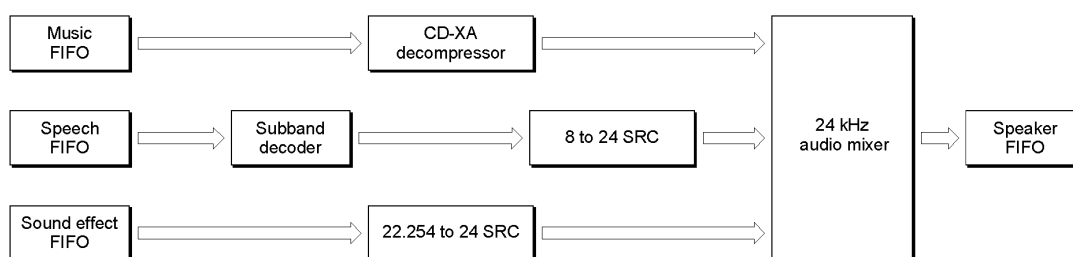 Music
FIFO
CD-XA
decompressor
Speech
FIFO
Subband
decoder
8 to 24 SRC
24 kHz
audio mixer
Speaker
FIFO
Sound effect
FIFO
22.254 to 24 SRC